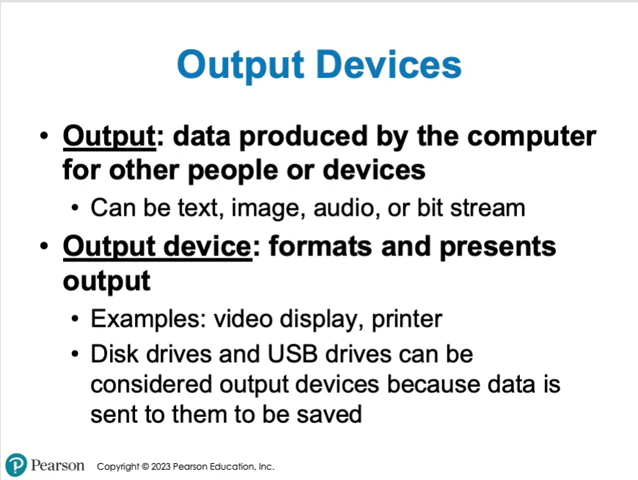 Output Devices
• Output: data produced by the computer
for other people or devices
• Can be text, image, audio, or bit stream
• Output device: formats and presents
output
• Examples: video display, printer
• Disk drives and USB drives can be
considered output devices because data is
sent to them to be saved
P Pearson Copyright © 2023 Pearson Education, Inc.